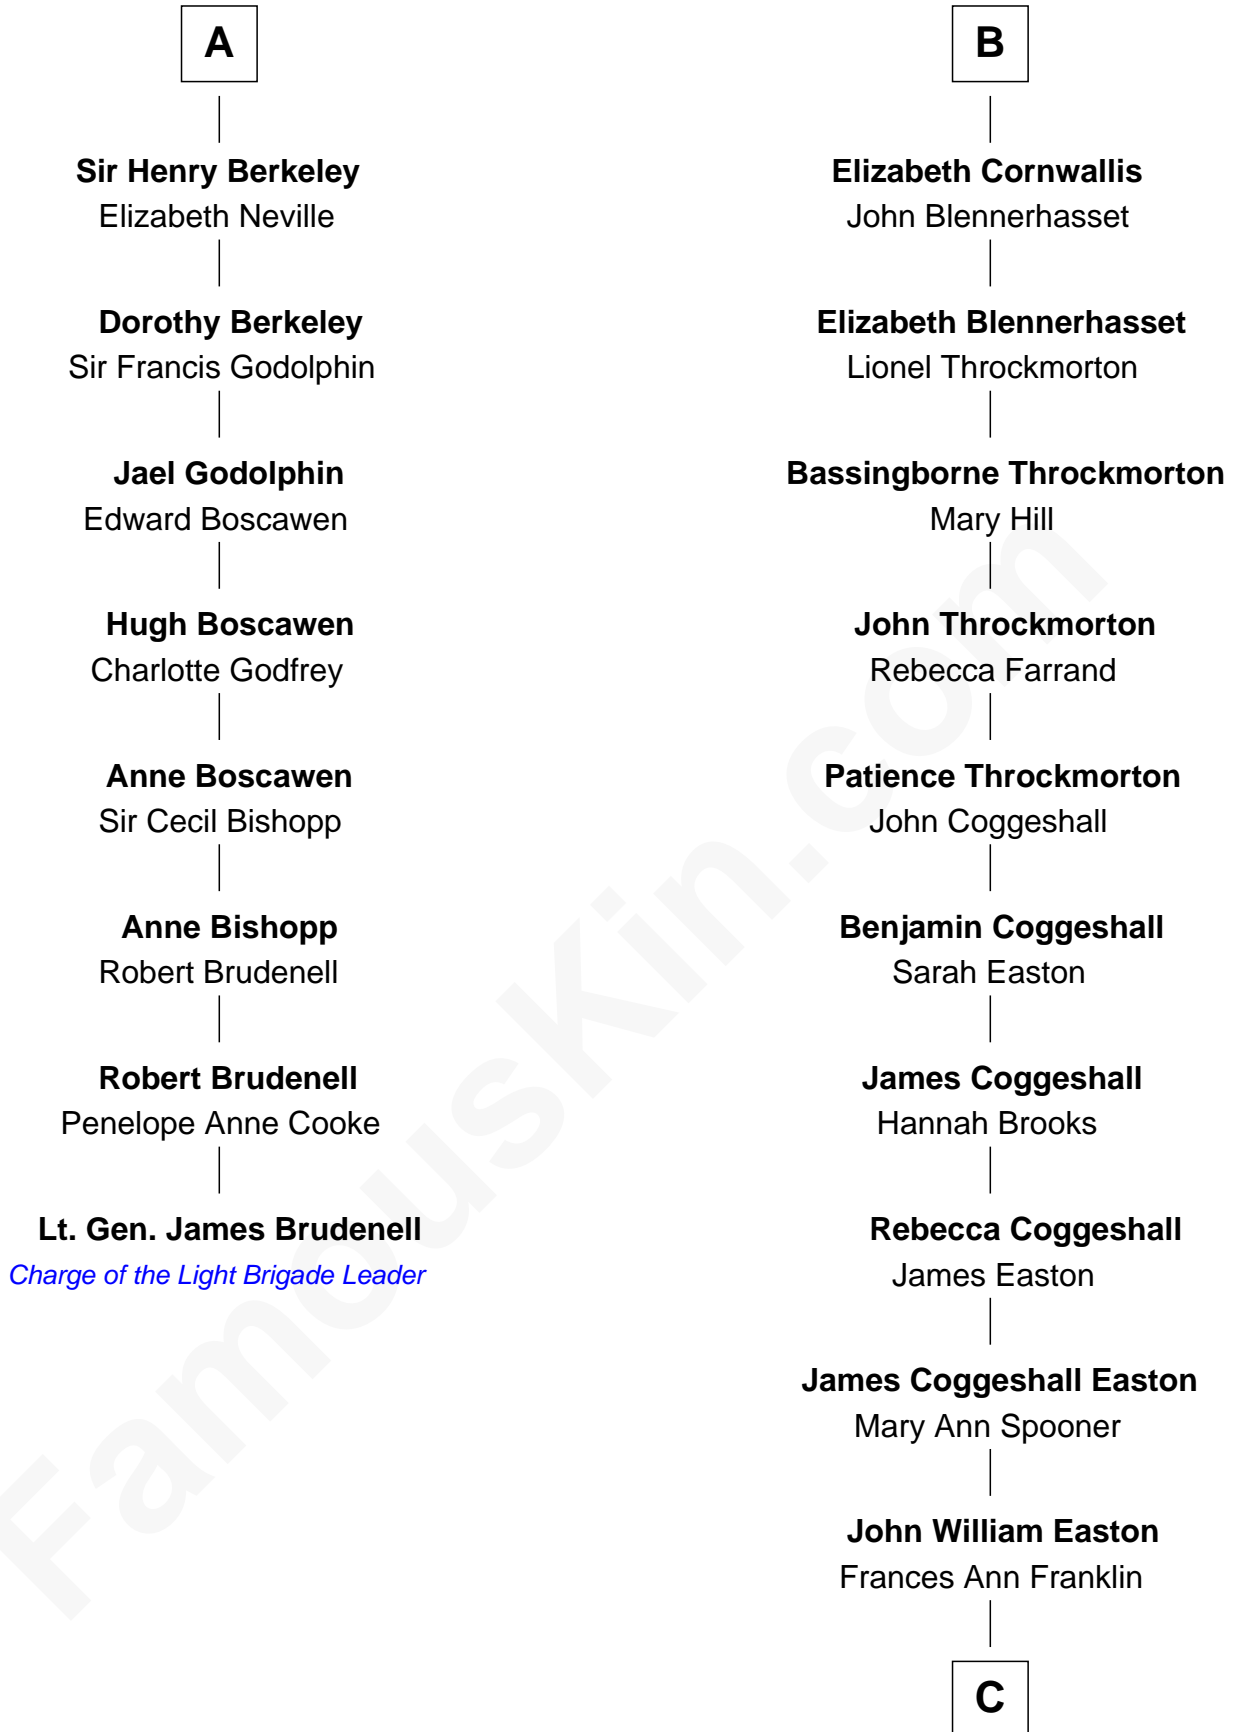 A
Sir Henry Berkeley
Elizabeth Neville
Dorothy Berkeley
Sir Francis Godolphin
Jael Godolphin
Edward Boscawen
Hugh Boscawen
Charlotte Godfrey
Anne Boscawen
Sir Cecil Bishopp
Anne Bishopp
Robert Brudenell
Robert Brudenell
Penelope Anne Cooke
Lt. Gen. James Brudenell
Charge of the Light Brigade Leader
B
Elizabeth Cornwallis
John Blennerhasset
Elizabeth Blennerhasset
Lionel Throckmorton
Bassingborne Throckmorton
Mary Hill
John Throckmorton
Rebecca Farrand
Patience Throckmorton
John Coggeshall
Benjamin Coggeshall
Sarah Easton
James Coggeshall
Hannah Brooks
Rebecca Coggeshall
James Easton
James Coggeshall Easton
Mary Ann Spooner
John William Easton
Frances Ann Franklin
C
FamousKin.com